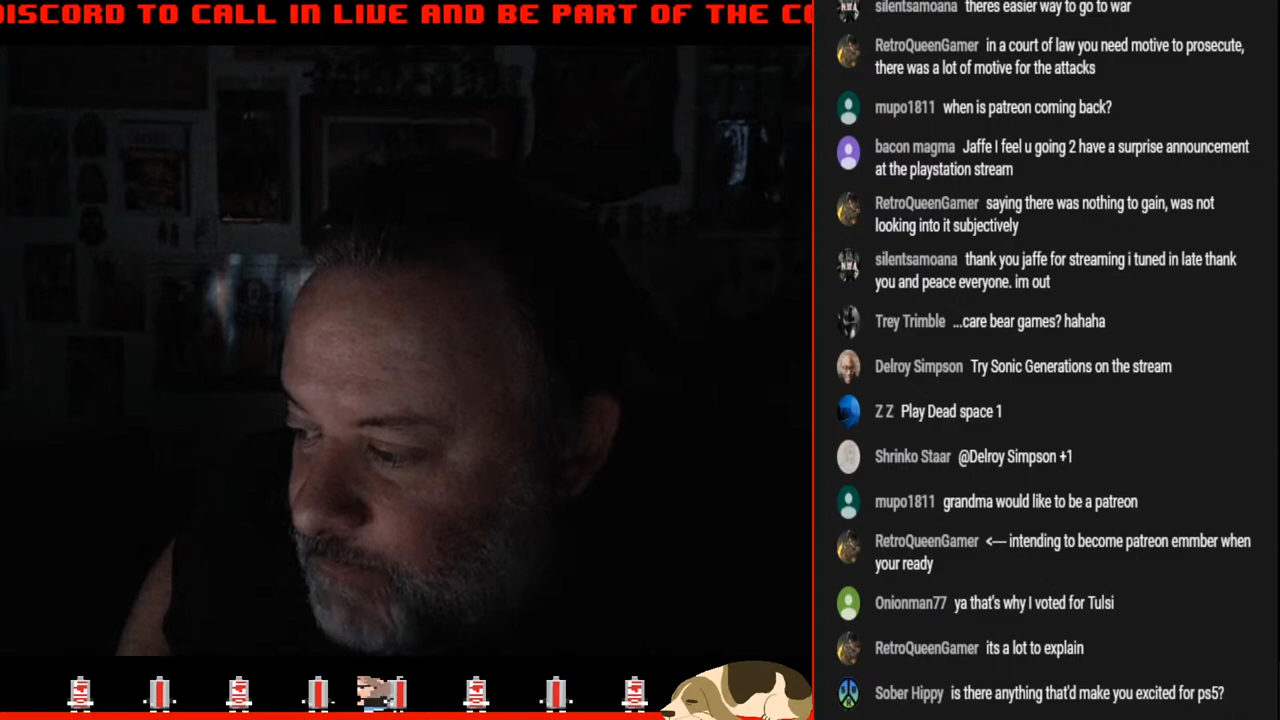 DISCORD TO CALL IN LIVE AND BE PART OF THE CO
silentsamoana theres easier way to go to war
RetroQueenGamer in a court of law you need motive to prosecute,
there was a lot of motive for the attacks
mupo1811 when is patreon coming back?
bacon magma Jaffe I feel u going 2 have a surprise announcement
at the playstation stream
RetroQueenGamer saying there was nothing to gain, was not
looking into it subjectively
silentsamoana thank you jaffe for streaming i tuned in late thank
you and peace everyone. im out
Trey Trimble ...care bear games? hahaha
Delroy Simpson Try Sonic Generations on the stream
Z Z Play Dead space 1
Shrinko Staar @Delroy Simpson +1
mupo1811 grandma would like to be a patreon
RetroQueenGamer <--- intending to become patreon emmber when
your ready
Onionman77 ya that's why I voted for Tulsi
RetroQueenGamer its a lot to explain
Sober Hippy is there anything that'd make you excited for ps5?